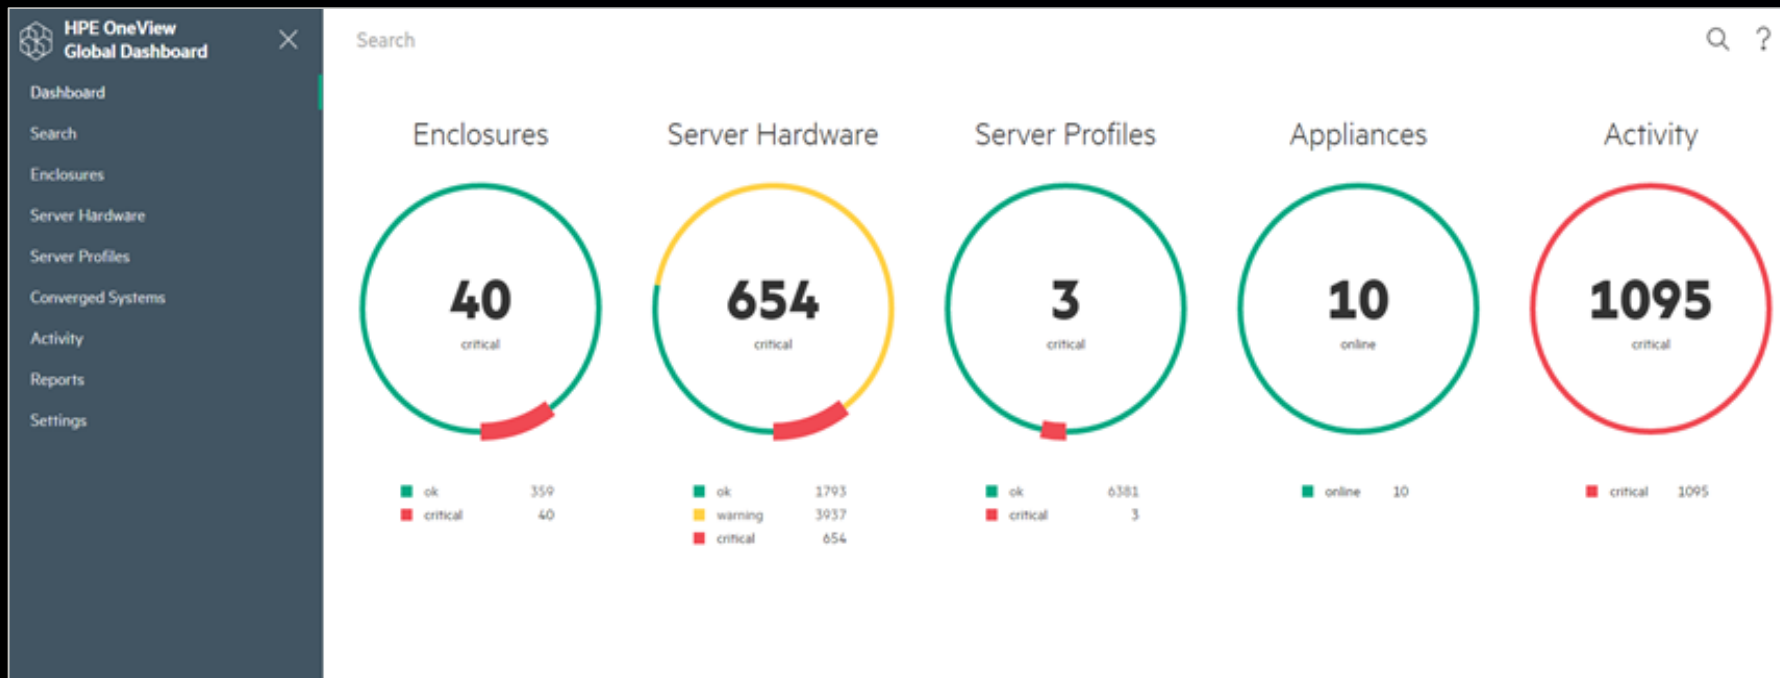 HPE OneView
Global Dashboard
Dashboard
Search
Enclosures
Server Hardware
Server Profiles
Converged Systems
Activity
Reports
Settings
Search
?
Enclosures
40
critical
ok 359
critical 40
Server Hardware
654
critical
ok 1793
warning 3937
critical 654
Server Profiles
3
critical
ok 6381
critical 3
Appliances
10
online
online 10
Activity
1095
critical
critical 1095